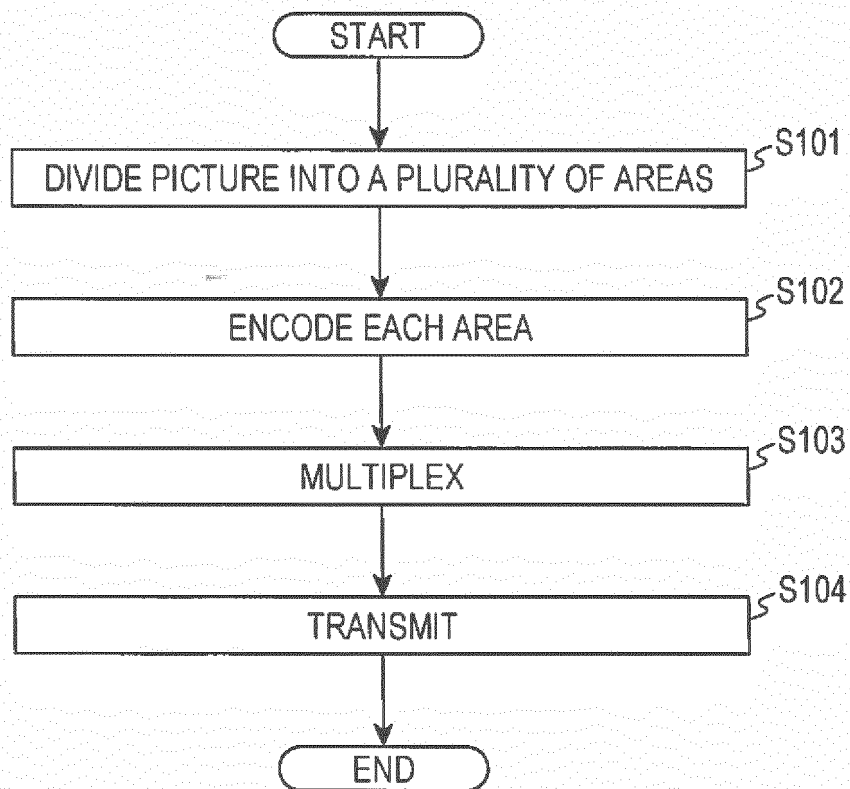 START
S101
DIVIDE PICTURE INTO A PLURALITY OF AREAS
S102
ENCODE EACH AREA
S103
MULTIPLEX
S104
TRANSMIT
END